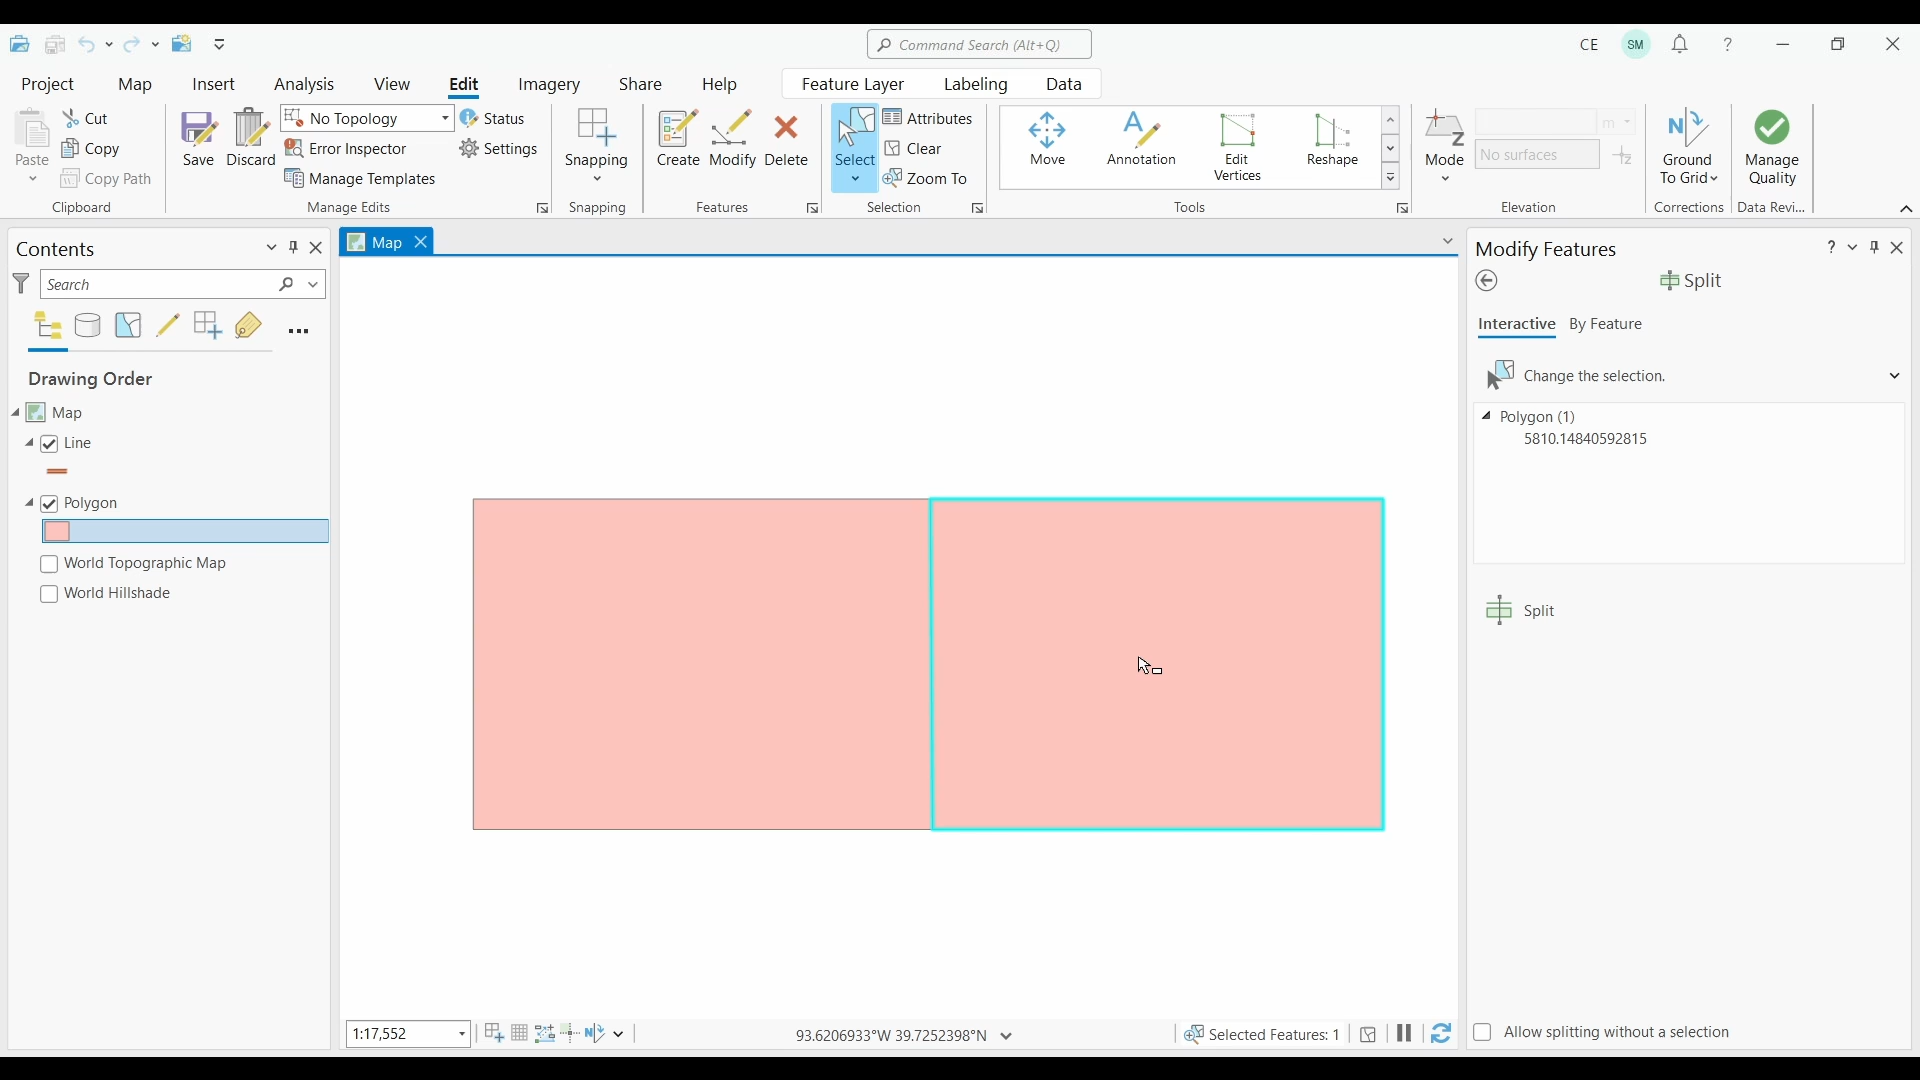 Command Search (Alt+Q)
CE
SM
?
Project Map Insert Analysis View Edit Imagery Share Help Feature Layer Labeling Data
Paste
Cut
Copy
Copy Path
Clipboard
Save
Discard
No Topology
Error Inspector
Manage Templates
Status
Settings
Manage Edits
Snapping
Snapping
Create
Modify
Delete
Features
Select
Attributes
Clear
Zoom To
Selection
Move
Annotation
Edit
Vertices
Reshape
Tools
Mode
m
No surfaces
Elevation
Ground
To Grid
Corrections
Manage
Quality
Data Revi...
Contents
Search
Drawing Order
Map
Line
Polygon
World Topographic Map
World Hillshade
Map
1:17,552
93.6206933°W 39.7252398°N
Selected Features: 1
Modify Features
?
Split
Interactive By Feature
Change the selection.
Polygon (1)
5810.14840592815
Split
Allow splitting without a selection